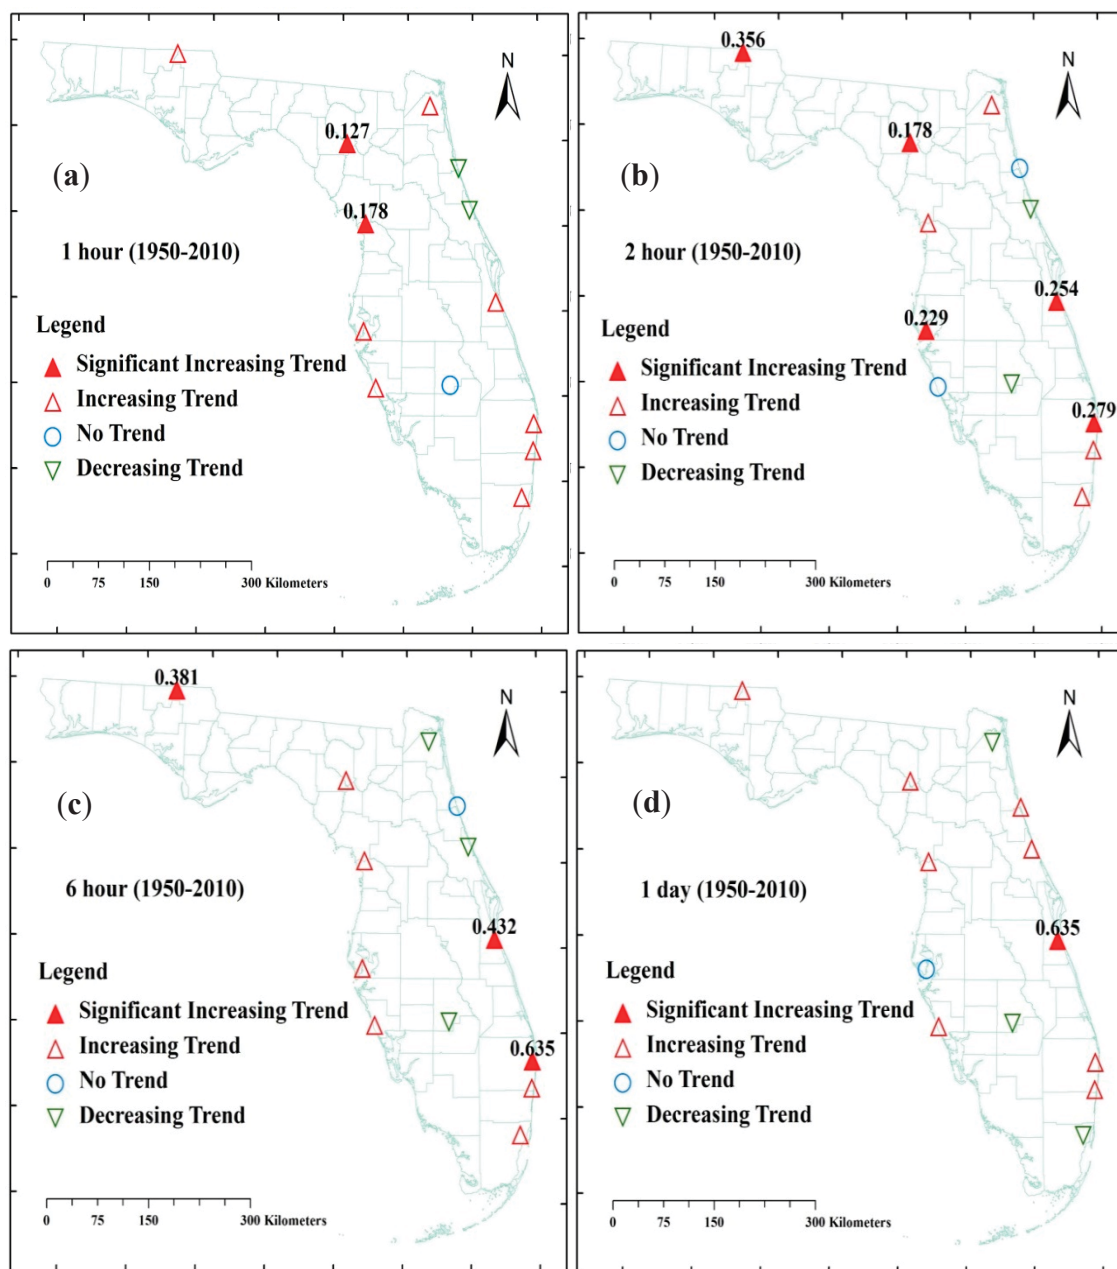 N
0.127
(a)
0.178
1 hour (1950-2010)
Legend
Significant Increasing Trend
Increasing Trend
No Trend
Decreasing Trend
0 75 150 300 Kilometers
0.356
N
0.178
(b)
2 hour (1950-2010)
0.254
0.229
Legend
Significant Increasing Trend
Increasing Trend
0.279
No Trend
Decreasing Trend
0 75 150 300 Kilometers
0.381
N
(c)
6 hour (1950-2010)
0.432
Legend
Significant Increasing Trend
Increasing Trend
0.635
No Trend
Decreasing Trend
0 75 150 300 Kilometers
N
(d)
1 day (1950-2010)
0.635
Legend
Significant Increasing Trend
Increasing Trend
No Trend
Decreasing Trend
0 75 150 300 Kilometers